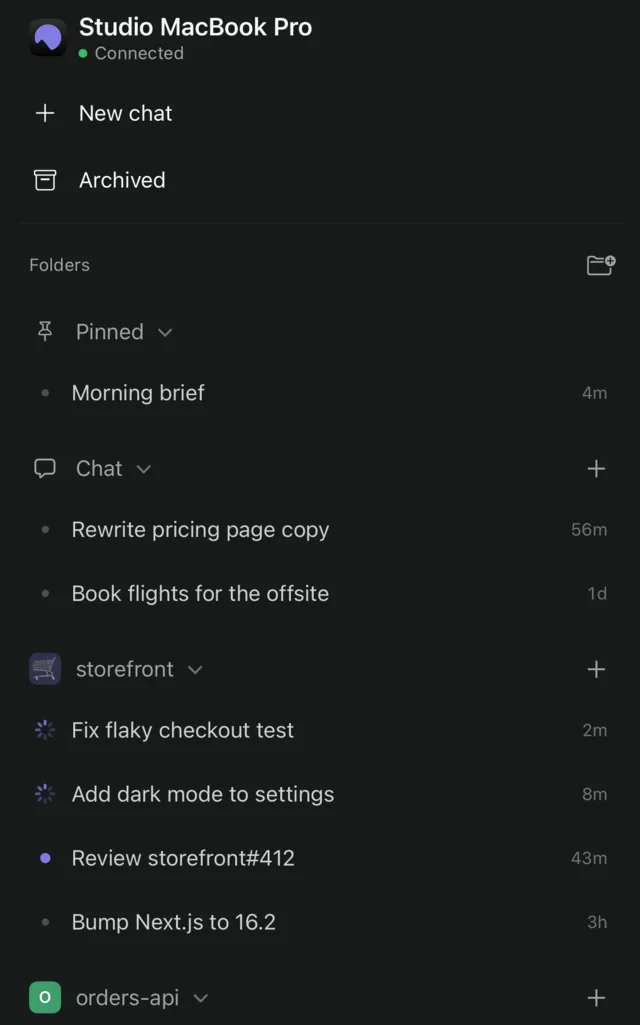 Studio MacBook Pro
Connected
New chat
Archived
Folders
Pinned
Morning brief 4m
Chat
Rewrite pricing page copy 56m
Book flights for the offsite 1d
storefront
Fix flaky checkout test 2m
Add dark mode to settings 8m
Review storefront#412 43m
Bump Next.js to 16.2 3h
O orders-api